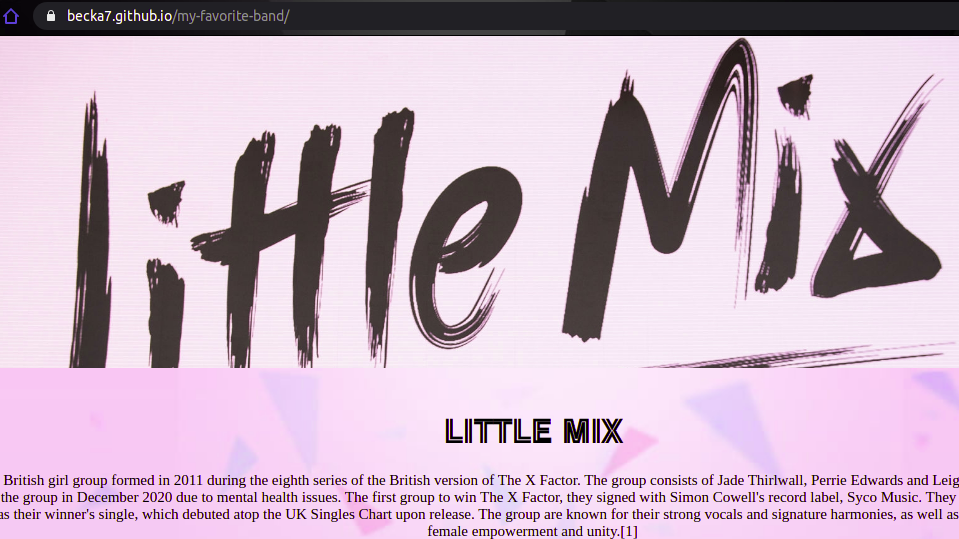 becka7.github.io/my-favorite-band/
little Mix
LITTLE MIX
British girl group formed in 2011 during the eighth series of the British version of The X Factor. The group consists of Jade Thirlwall, Perrie Edwards and Leig
the group in December 2020 due to mental health issues. The first group to win The X Factor, they signed with Simon Cowell's record label, Syco Music. They
as their winner's single, which debuted atop the UK Singles Chart upon release. The group are known for their strong vocals and signature harmonies, as well as
female empowerment and unity.[1]